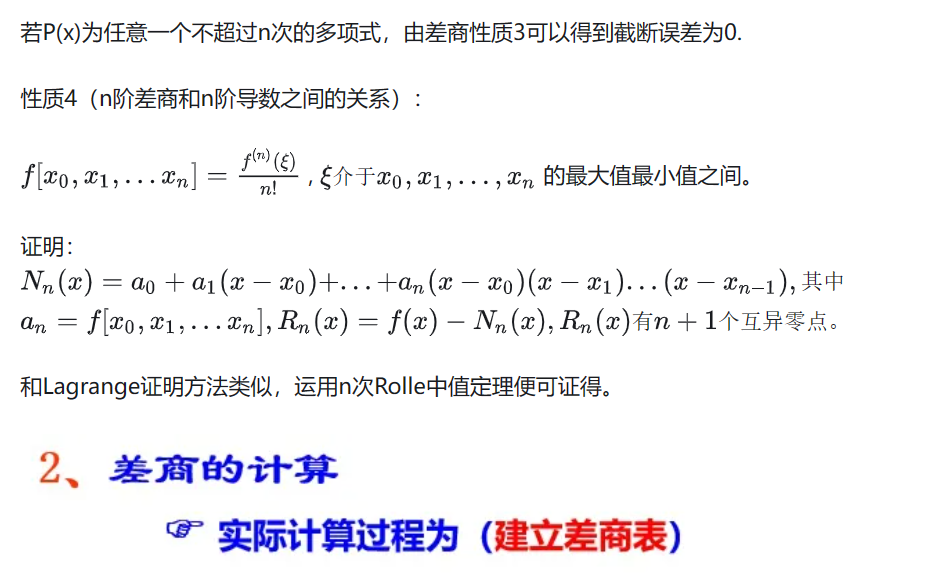 若P(x)为任意一个不超过n次的多项式，由差商性质3可以得到截断误差为0.
性质4（n阶差商和n阶导数之间的关系）：
$f[x_0, x_1, \ldots x_n] = \frac{f^{(n)}(\xi)}{n!}$ , $\xi$介于$x_0, x_1, \ldots, x_n$ 的最大值最小值之间。
证明：
$N_n(x) = a_0 + a_1(x - x_0) + \ldots + a_n(x - x_0)(x - x_1) \ldots (x - x_{n-1})$, 其中
$a_n = f[x_0, x_1, \ldots x_n], R_n(x) = f(x) - N_n(x), R_n(x)$有$n + 1$个互异零点。
和Lagrange证明方法类似，运用n次Rolle中值定理便可证得。
2、差商的计算
☞ 实际计算过程为（建立差商表）